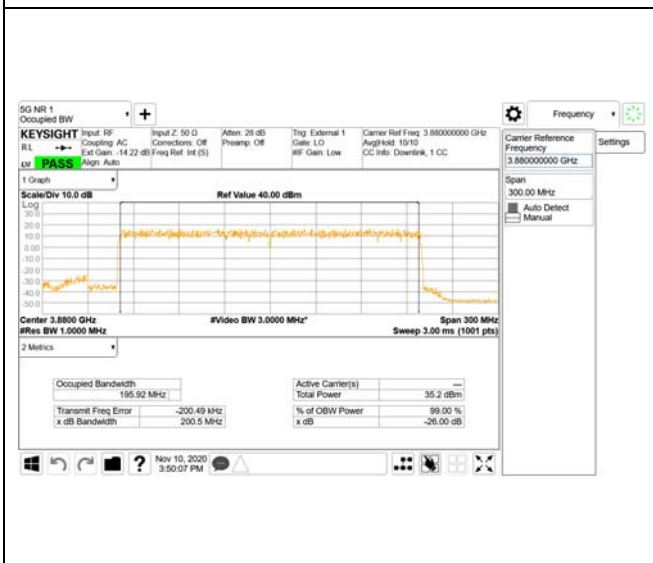 5G NR 1
Occupied BW
+
Frequency
KEYSIGHT Input: RF Input Z: 50 Ω Atten: 28 dB Trig: External 1 Carrier Ref Freq: 3.880000000 GHz
RL Coupling: AC Corrections: Off Preamp: Off Gate: LO Avg|Hold: 10/10
Ext Gain: -14.22 dB Freq Ref: Int (S) #IF Gain: Low CC Info: Downlink, 1 CC
PASS Align: Auto
Carrier Reference
Frequency
3.880000000 GHz
Settings
Span
300.00 MHz
Auto Detect
Manual
1 Graph
Scale/Div 10.0 dB Ref Value 40.00 dBm
Log
30.0
20.0
10.0
0.00
-10.0
-20.0
-30.0
-40.0
-50.0
Center 3.8800 GHz #Video BW 3.0000 MHz* Span 300 MHz
#Res BW 1.0000 MHz Sweep 3.00 ms (1001 pts)
2 Metrics
Occupied Bandwidth Active Carrier(s) ---
195.92 MHz Total Power 35.2 dBm
Transmit Freq Error -200.49 kHz % of OBW Power 99.00 %
x dB Bandwidth 200.5 MHz x dB -26.00 dB
? Nov 10, 2020
3:50:07 PM